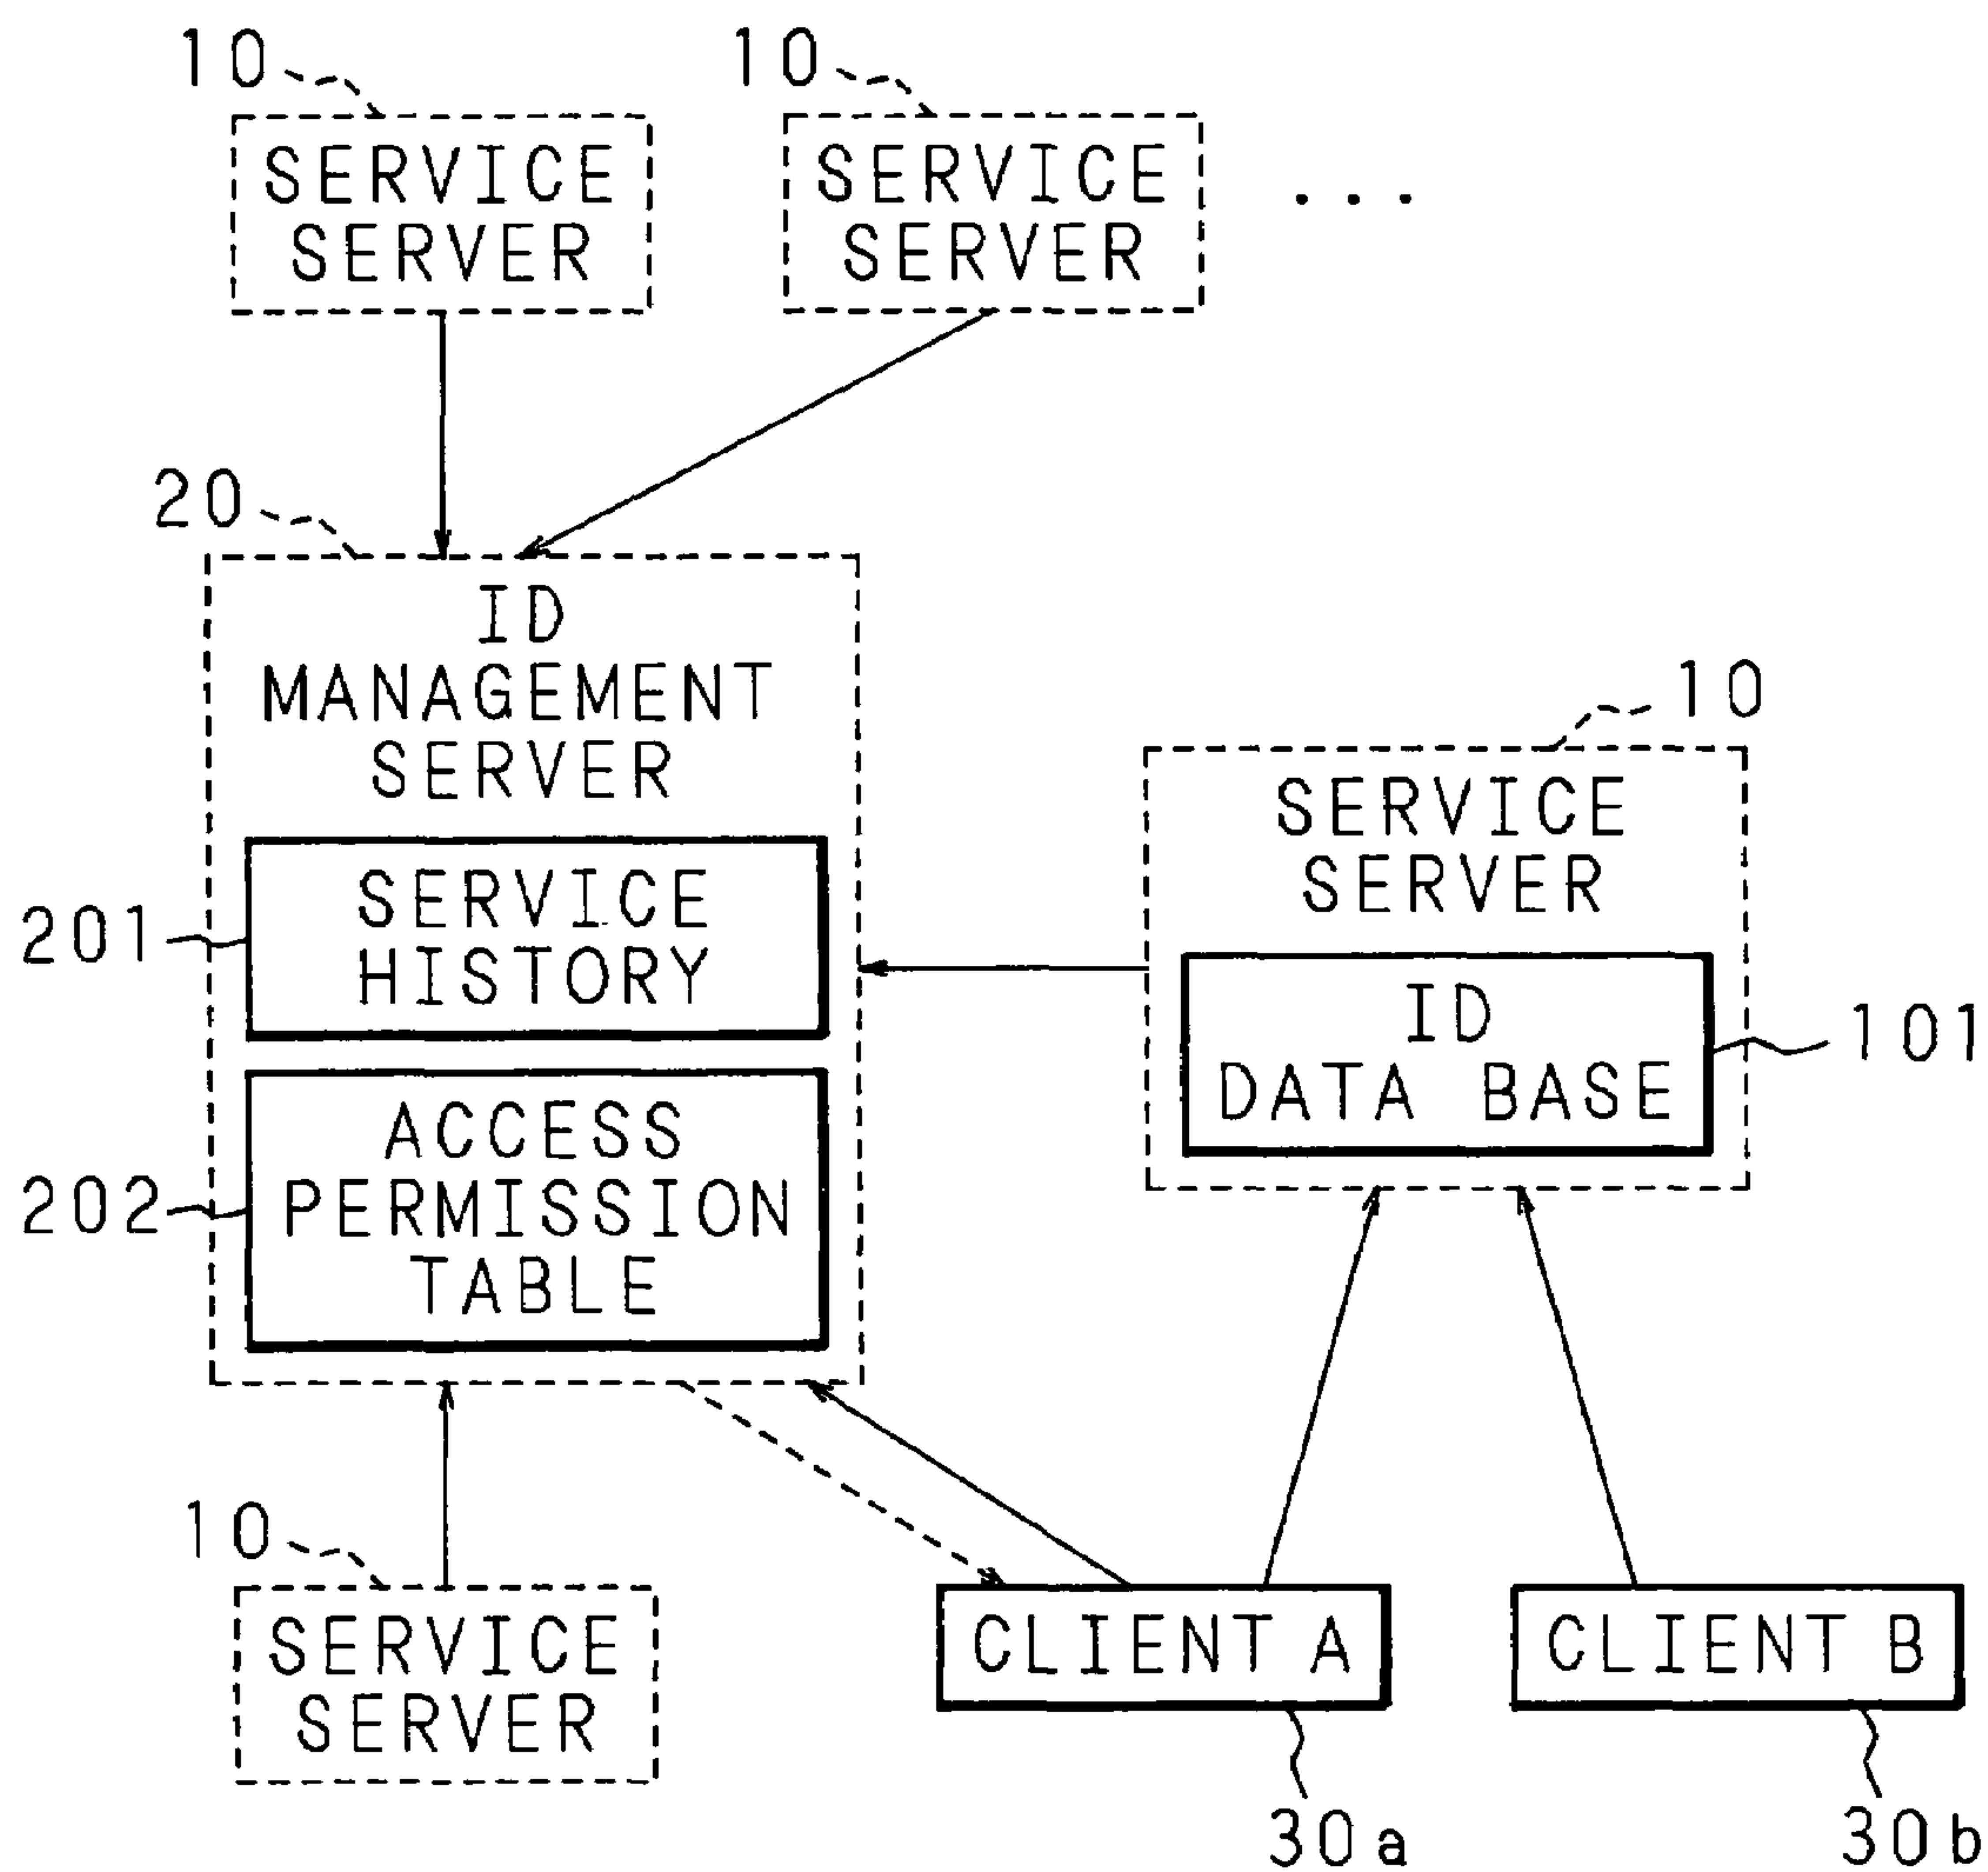 10
10
SERVICE
SERVER
SERVICE
SERVER
...
20
ID
MANAGEMENT
SERVER
SERVICE
HISTORY
201
ACCESS
PERMISSION
TABLE
202
10
SERVICE
SERVER
ID
DATA BASE
101
10
SERVICE
SERVER
CLIENT A
CLIENT B
30a
30b